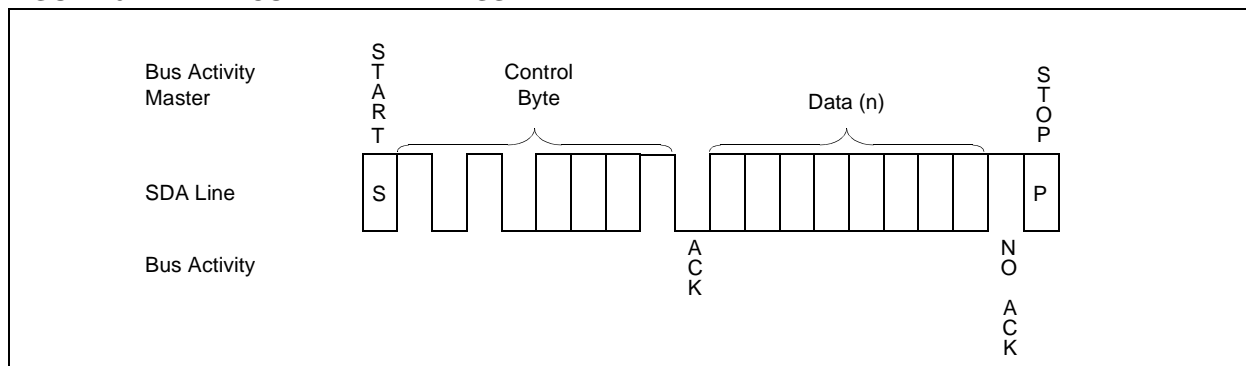 Bus Activity
Master
START
Control
Byte
Data (n)
STOP
SDA Line
S
P
Bus Activity
ACK
NO ACK